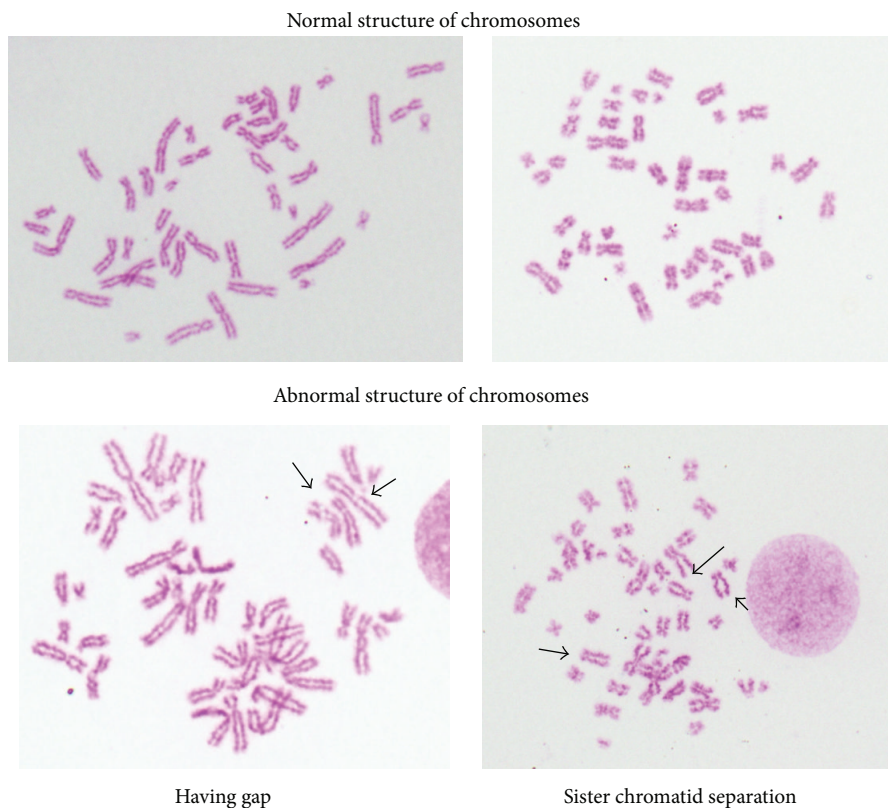 Normal structure of chromosomes
Abnormal structure of chromosomes
Having gap
Sister chromatid separation